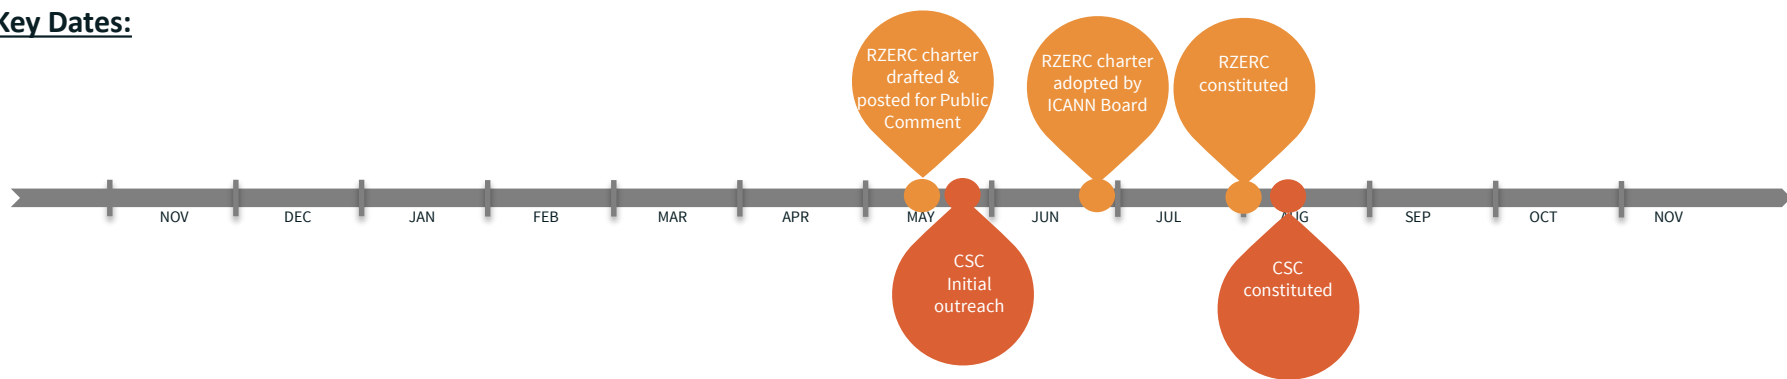 Key Dates:
RZERC charter
drafted &
posted for Public
Comment
RZERC charter
adopted by
ICANN Board
RZERC
constituted
NOV
DEC
JAN
FEB
MAR
APR
MAY
JUN
JUL
AUG
SEP
OCT
NOV
CSC
Initial
outreach
CSC
constituted